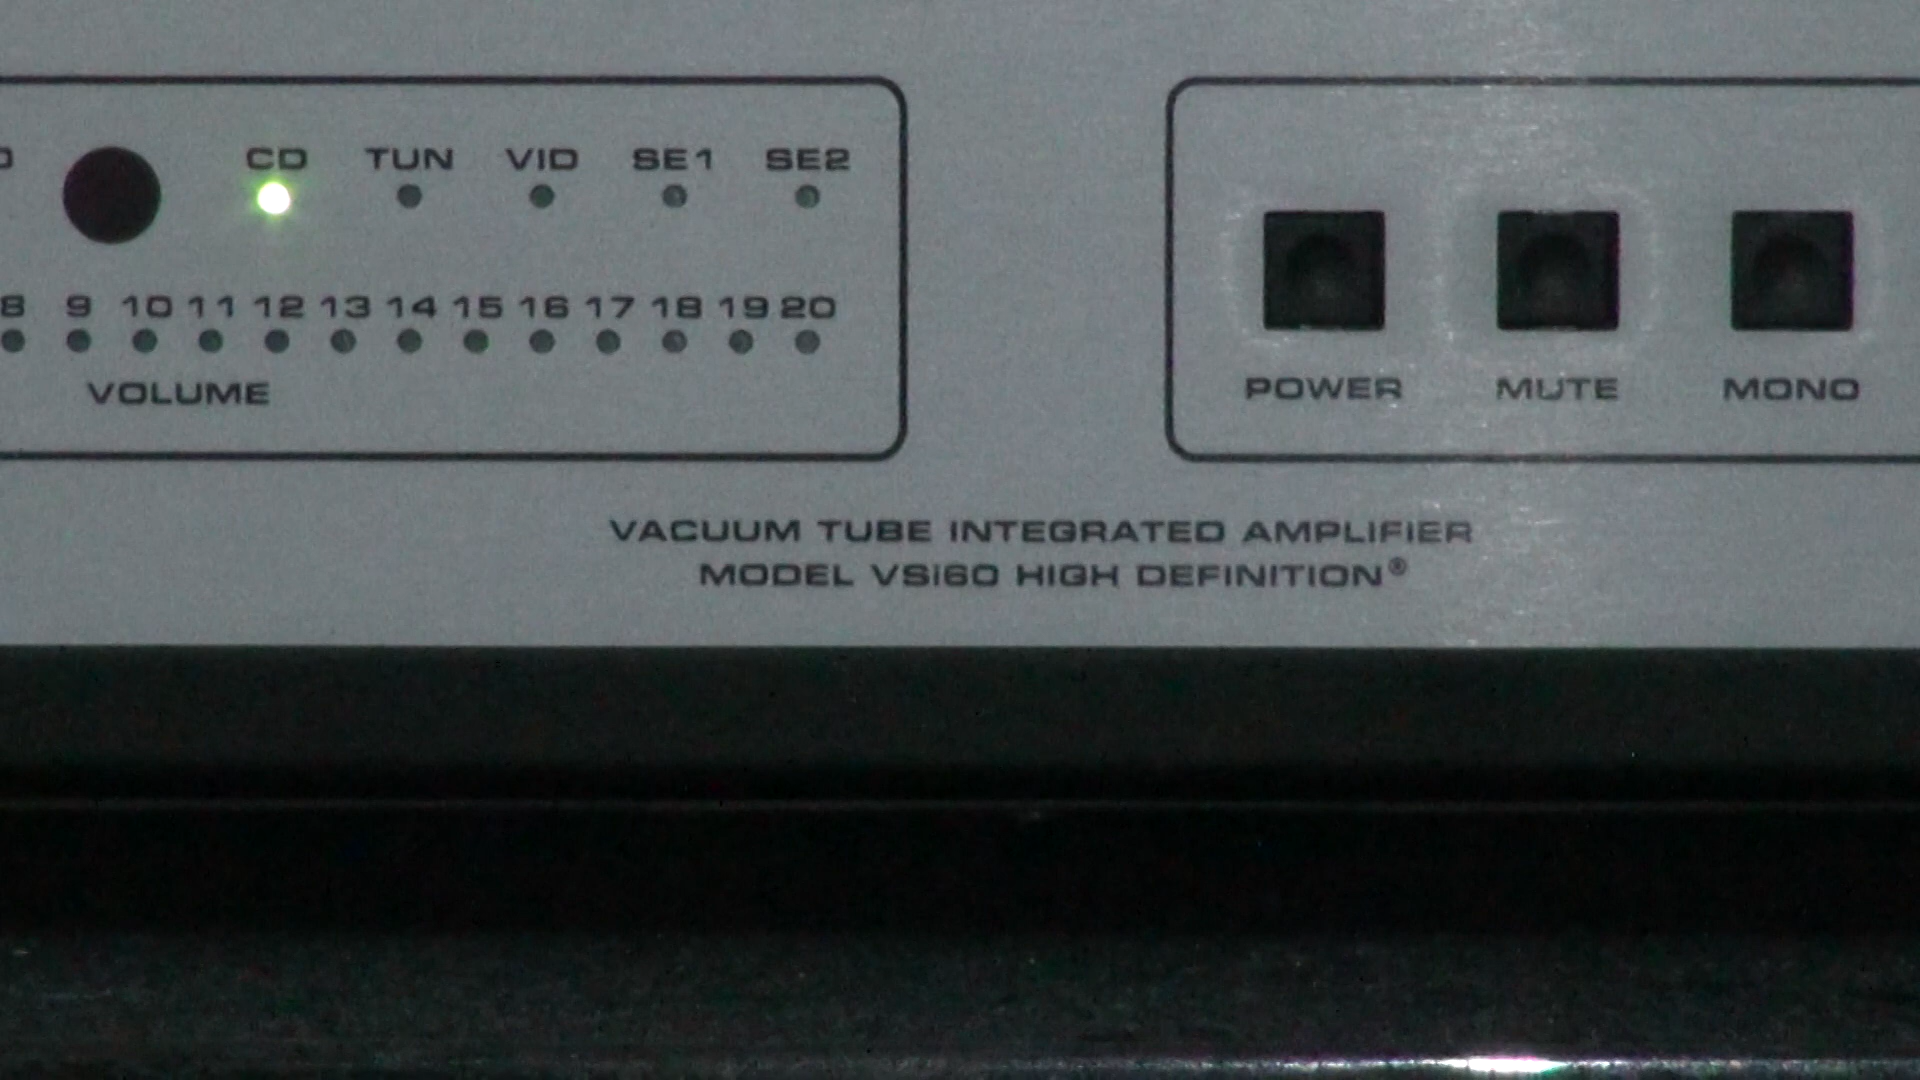 CD TUN VID SE1 SE2
8 9 10 11 12 13 14 15 16 17 18 19 20
VOLUME
POWER MUTE MONO
VACUUM TUBE INTEGRATED AMPLIFIER
MODEL VSi60 HIGH DEFINITION®